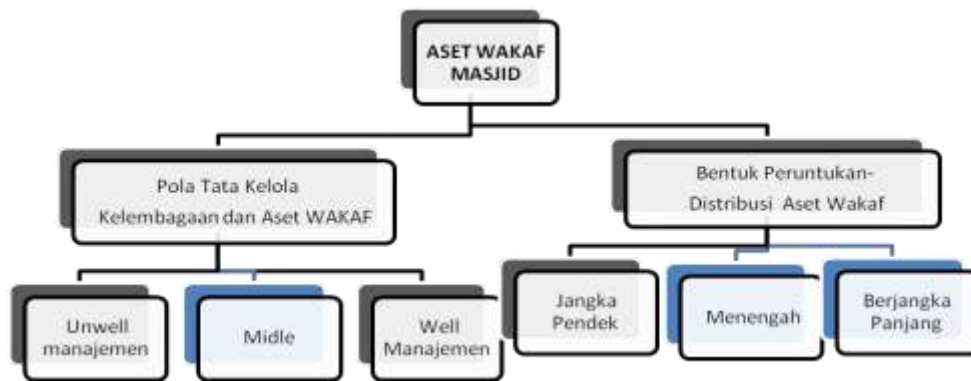 ASET WAKAF
MASJID
Pola Tata Kelola
Kelembagaan dan Aset WAKAF
Bentuk Peruntukan-
Distribusi Aset Wakaf
Unwell
manajemen
Midle
Well
Manajemen
Jangka
Pendek
Menengah
Berjangka
Panjang